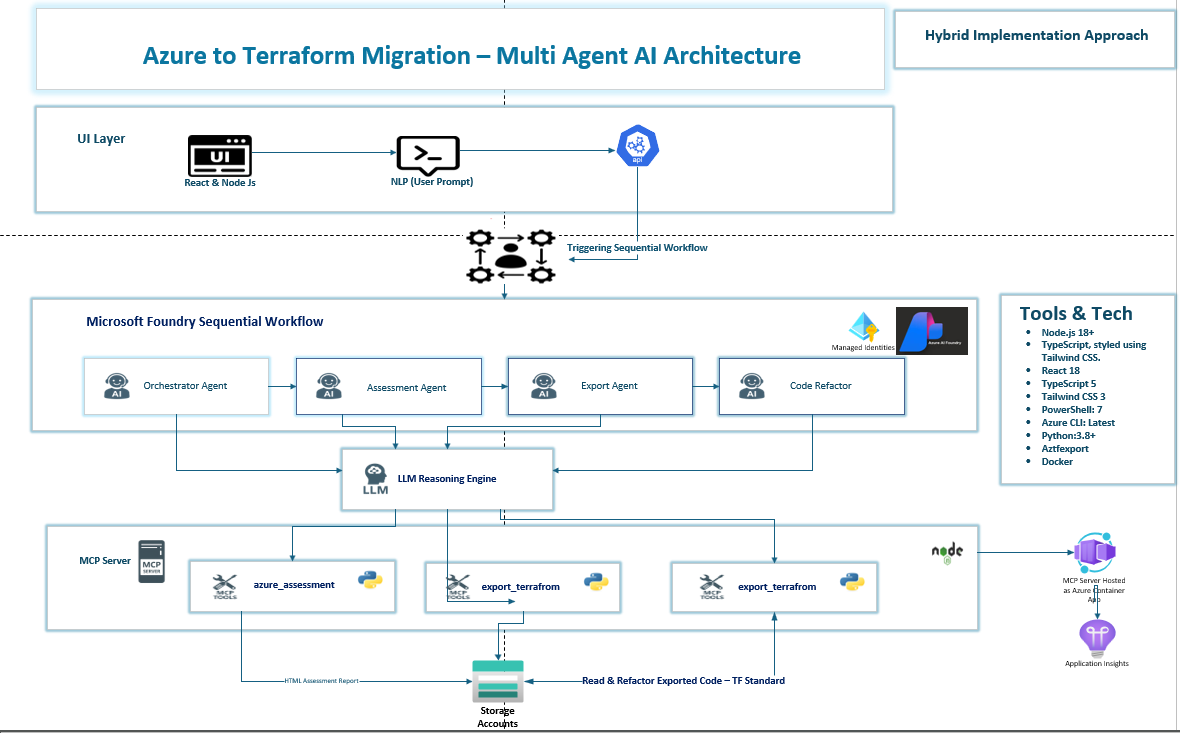 Azure to Terraform Migration – Multi Agent AI Architecture
Hybrid Implementation Approach
UI Layer
UI
React & Node Js
>_
NLP (User Prompt)
api
Triggering Sequential Workflow
Microsoft Foundry Sequential Workflow
Managed Identities
Azure AI Foundry
AI
Orchestrator Agent
AI
Assessment Agent
AI
Export Agent
AI
Code Refactor
Tools & Tech
• Node.js 18+
• TypeScript, styled using
Tailwind CSS.
• React 18
• TypeScript 5
• Tailwind CSS 3
• PowerShell: 7
• Azure CLI: Latest
• Python:3.8+
• Aztfexport
• Docker
LLM
LLM Reasoning Engine
MCP Server
MCP
SERVER
MCP
TOOLS
azure_assessment
MCP
TOOLS
export_terrafrom
MCP
TOOLS
export_terrafrom
node
JS
MCP Server Hosted
as Azure Container
App
Application Insights
HTML Assessment Report
Read & Refactor Exported Code – TF Standard
Storage
Accounts